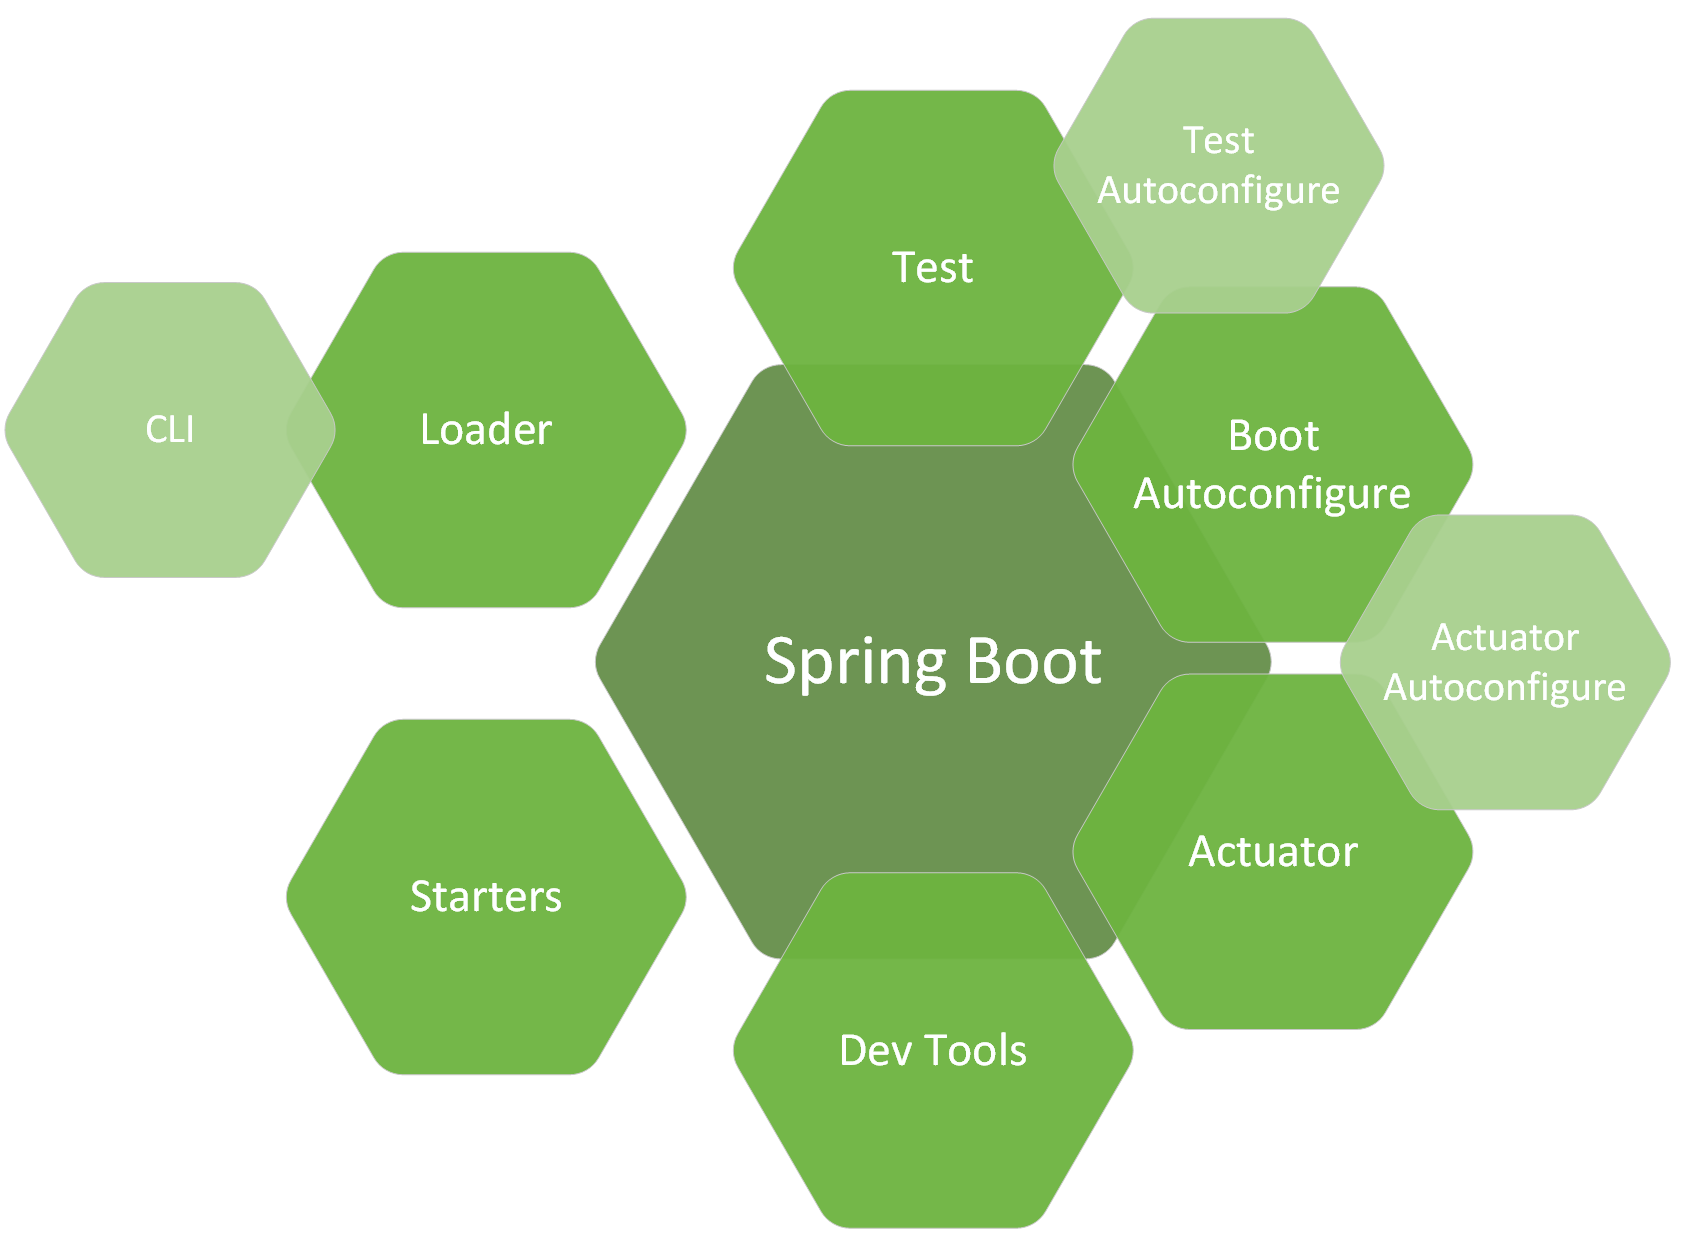 Test
Autoconfigure
Test
CLI
Loader
Boot
Autoconfigure
Spring Boot
Actuator
Autoconfigure
Actuator
Starters
Dev Tools